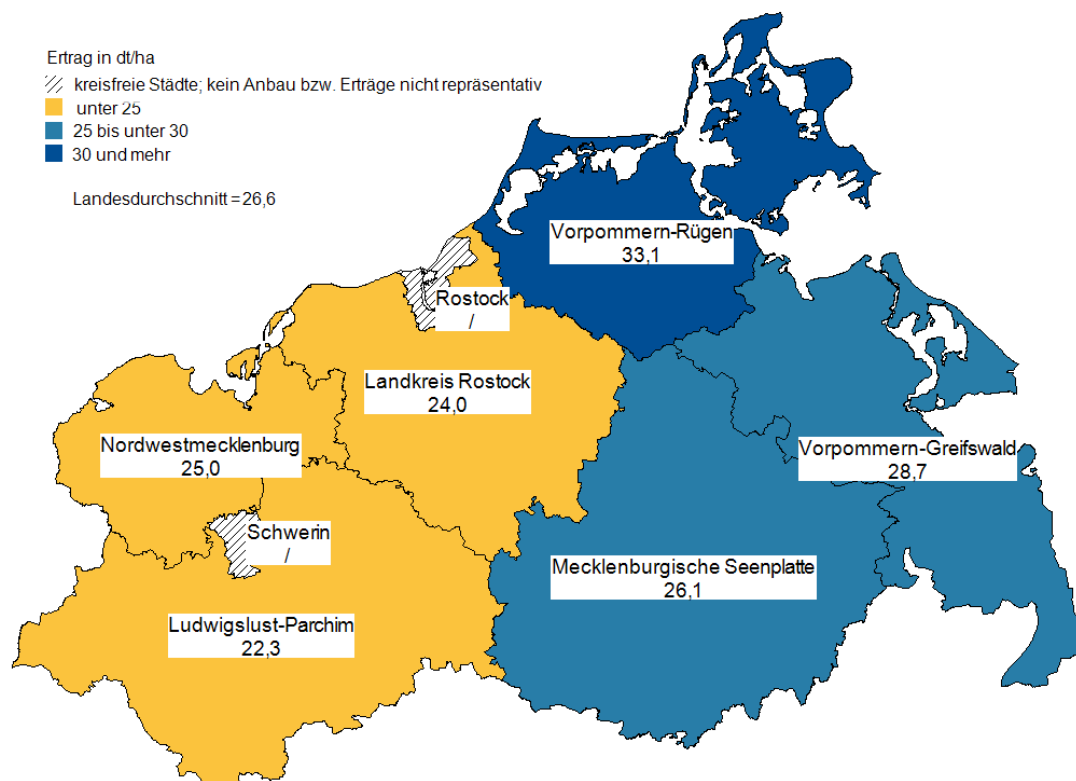 Ertrag in dt/ha
kreisfreie Städte; kein Anbau bzw. Erträge nicht repräsentativ
unter 25
25 bis unter 30
30 und mehr
Landesdurchschnitt = 26,6
Vorpommern-Rügen
33,1
Rostock
/
Landkreis Rostock
24,0
Nordwestmecklenburg
25,0
Vorpommern-Greifswald
28,7
Schwerin
/
Mecklenburgische Seenplatte
26,1
Ludwigslust-Parchim
22,3